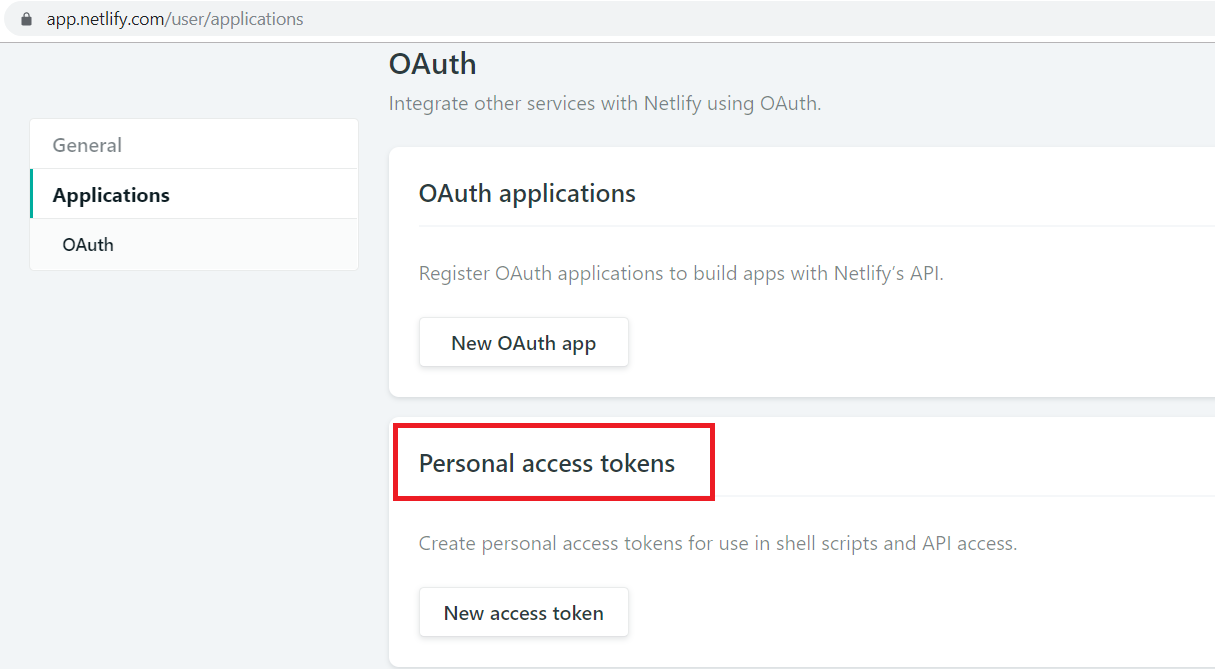 app.netlify.com/user/applications
OAuth
Integrate other services with Netlify using OAuth.
General
Applications
OAuth
OAuth applications
Register OAuth applications to build apps with Netlify’s API.
New OAuth app
Personal access tokens
Create personal access tokens for use in shell scripts and API access.
New access token